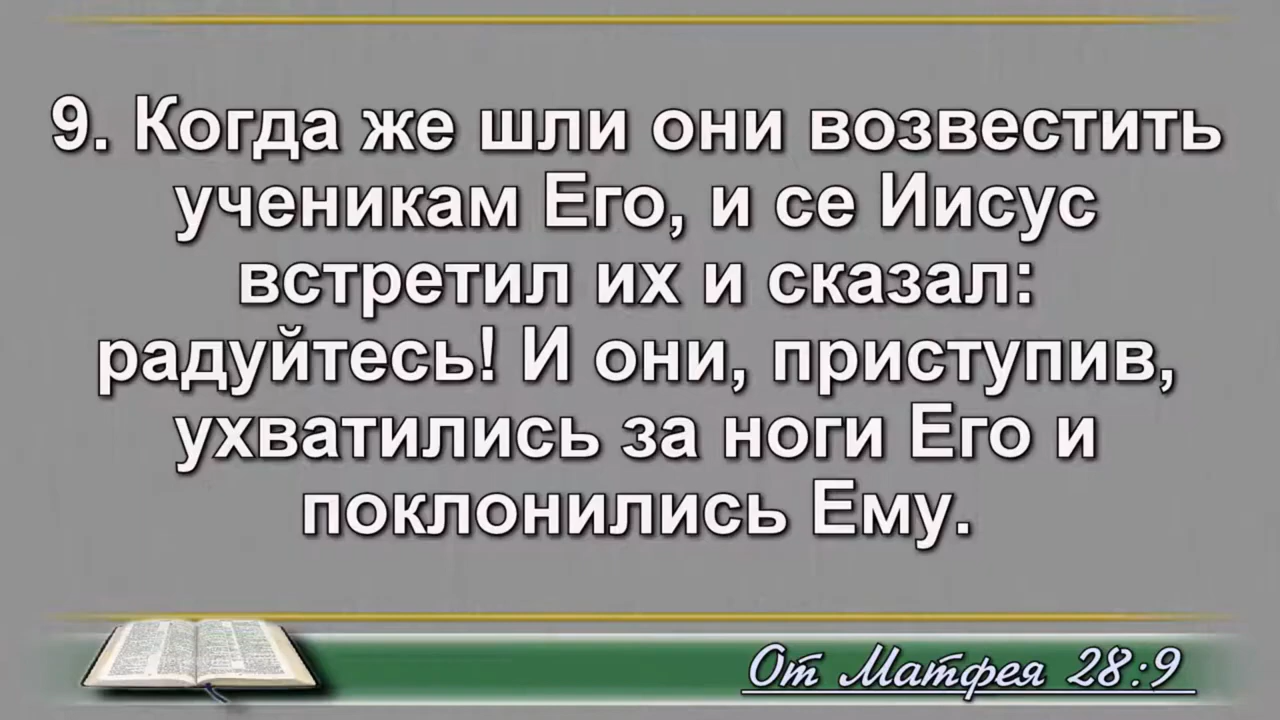 9. Когда же шли они возвестить
ученикам Его, и се Иисус
встретил их и сказал:
радуйтесь! И они, приступив,
ухватились за ноги Его и
поклонились Ему.
От Матфея 28:9